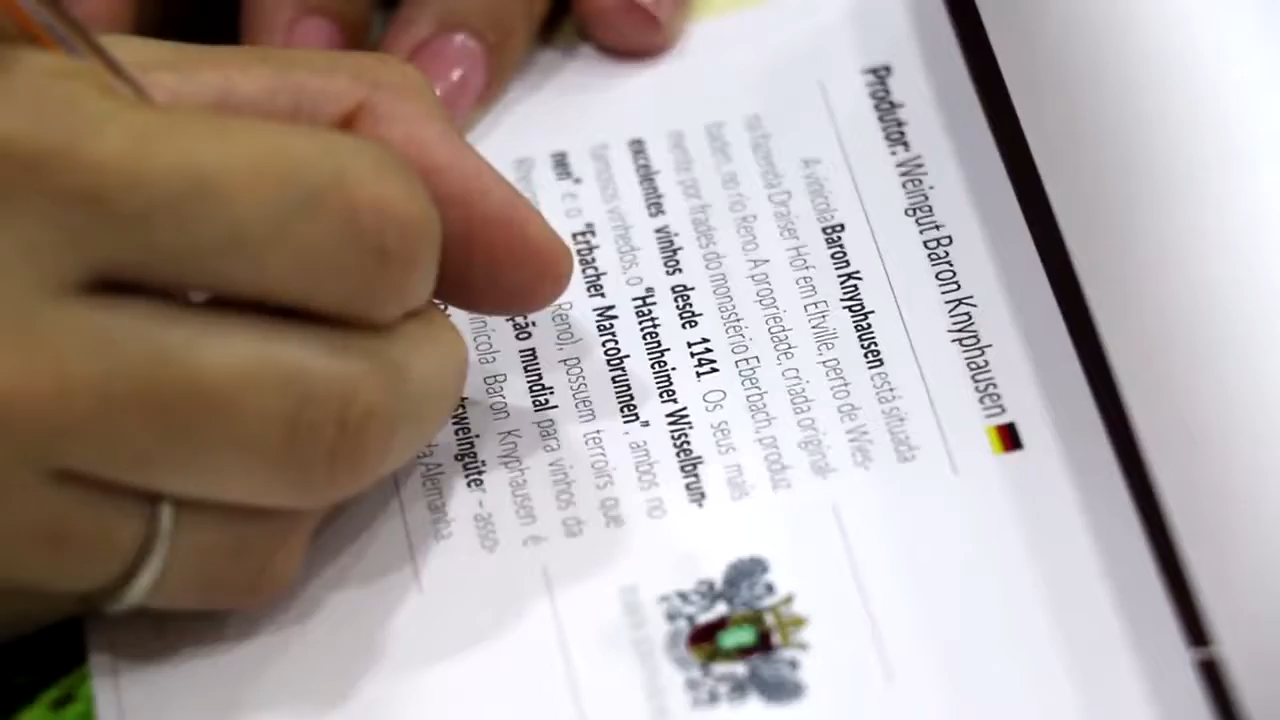 Produtor: Weingut Baron Knyphausen
A vinícola Baron Knyphausen está situada
na Fazenda Draiser Hof em Eltville, perto de Wies-
baden, no rio Reno. A propriedade, criada original-
mente por frades do monastério Eberbach, produz
excelentes vinhos desde 1141. Os seus mais
famosos vinhedos, o "Hattenheimer Wisselbrun-
nen" e o "Erbacher Marcobrunnen", ambos no
Reno), possuem terroirs que
ção mundial para vinhos da
inícola Baron Knyphausen é
sweingüter – asso-
Alemanha